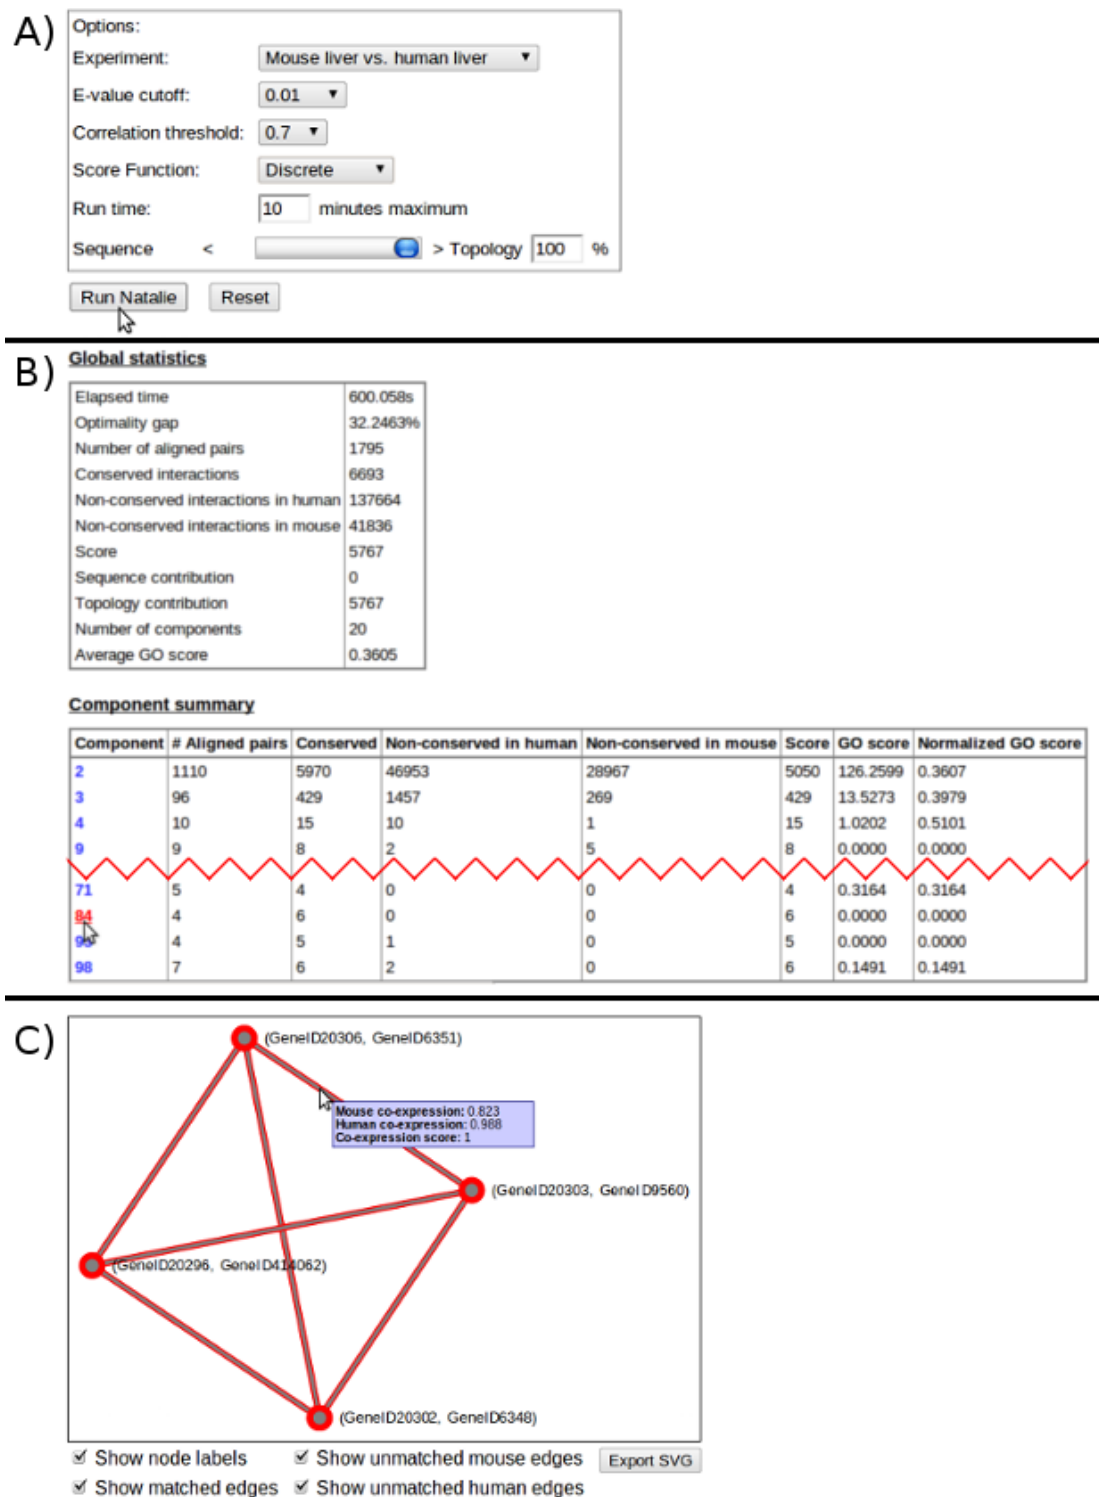 A)
Options:
Experiment: Mouse liver vs. human liver
E-value cutoff: 0.01
Correlation threshold: 0.7
Score Function: Discrete
Run time: 10 minutes maximum
Sequence < > Topology 100 %
Run Natalie Reset
B)
Global statistics
Elapsed time 600.058s
Optimality gap 32.2463%
Number of aligned pairs 1795
Conserved interactions 6693
Non-conserved interactions in human 137664
Non-conserved interactions in mouse 41836
Score 5767
Sequence contribution 0
Topology contribution 5767
Number of components 20
Average GO score 0.3605
Component summary
Component # Aligned pairs Conserved Non-conserved in human Non-conserved in mouse Score GO score Normalized GO score
2 1110 5970 46953 28967 5050 126.2599 0.3607
3 96 429 1457 269 429 13.5273 0.3979
4 10 15 10 1 15 1.0202 0.5101
9 9 8 2 5 8 0.0000 0.0000
71 5 4 0 0 4 0.3164 0.3164
84 4 6 0 0 6 0.0000 0.0000
4 5 1 0 5 0.0000 0.0000
98 7 6 2 0 6 0.1491 0.1491
C)
(GeneID20306, GeneID6351)
Mouse co-expression: 0.823
Human co-expression: 0.988
Co-expression score: 1
(GeneID20303, GeneID9560)
(GeneID20296, GeneID414062)
(GeneID20302, GeneID6348)
Show node labels Show unmatched mouse edges Export SVG
Show matched edges Show unmatched human edges